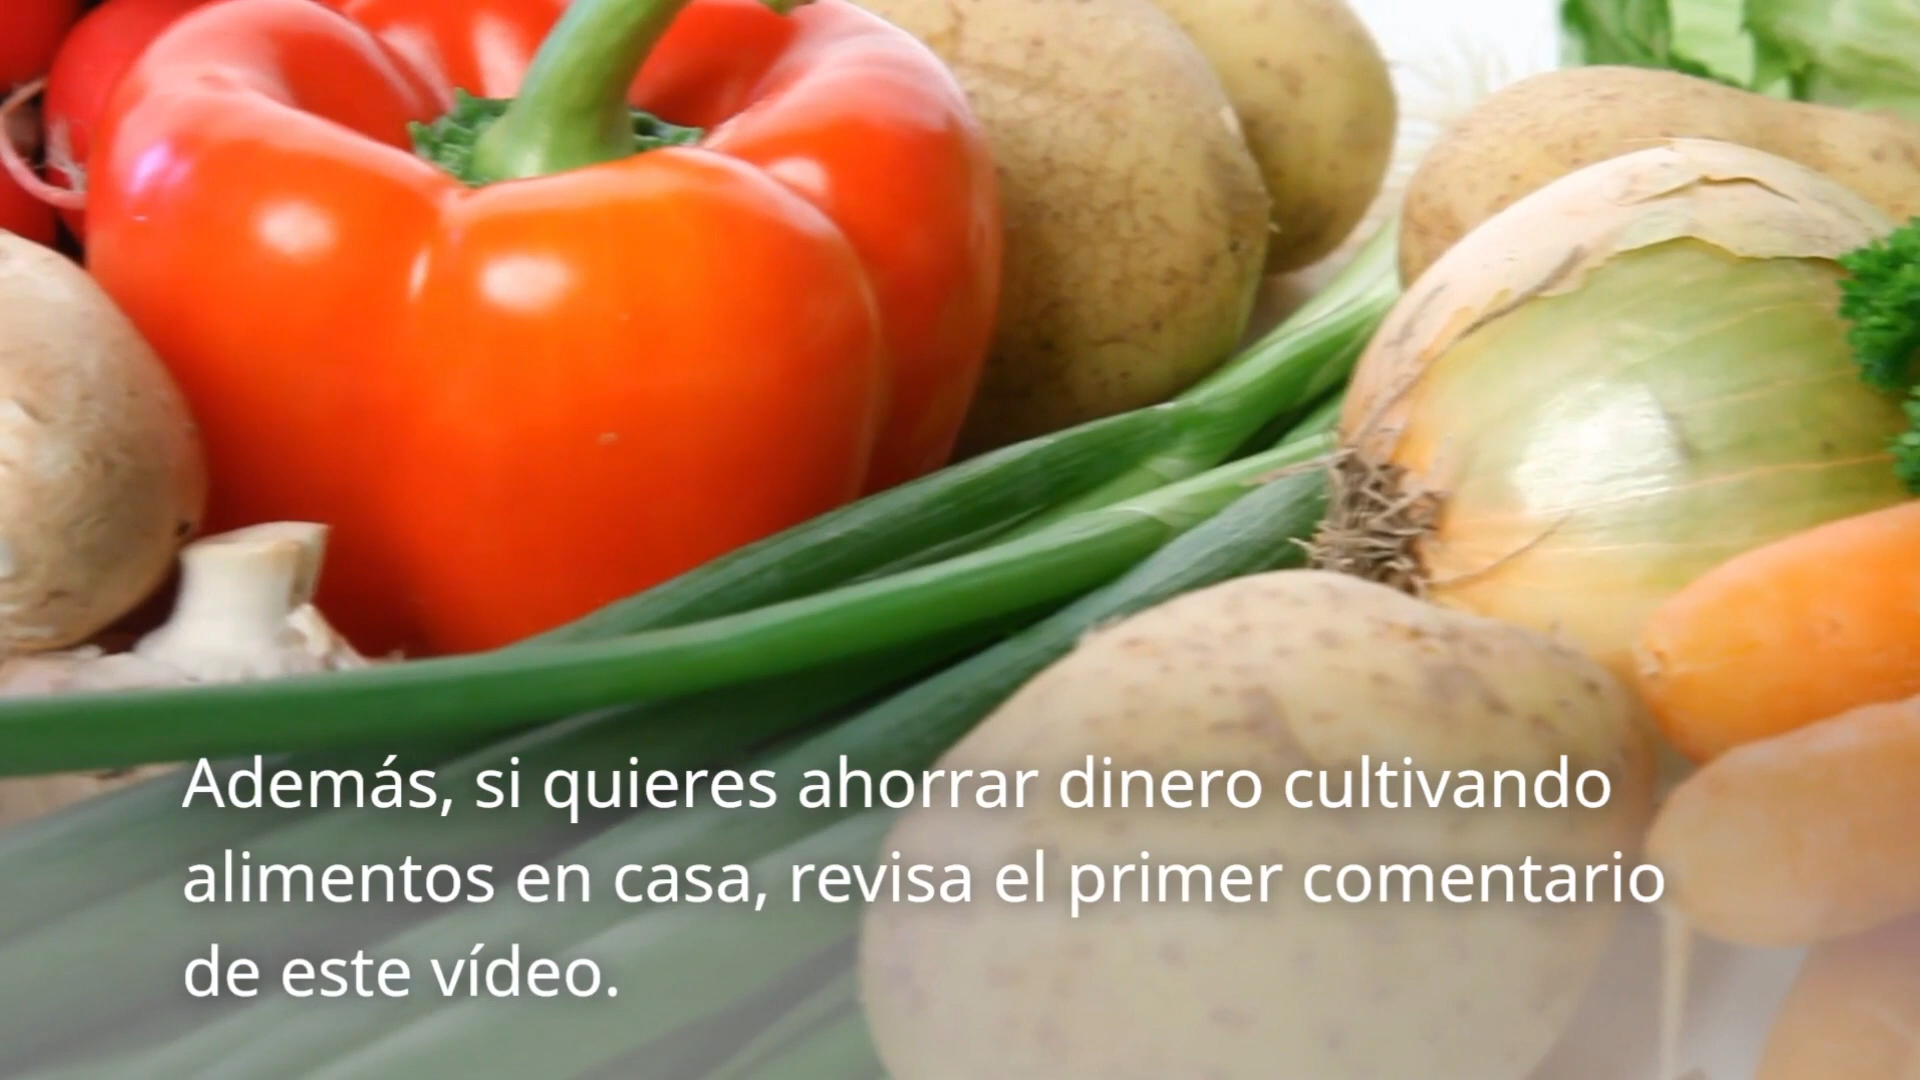 Además, si quieres ahorrar dinero cultivando
alimentos en casa, revisa el primer comentario
de este vídeo.